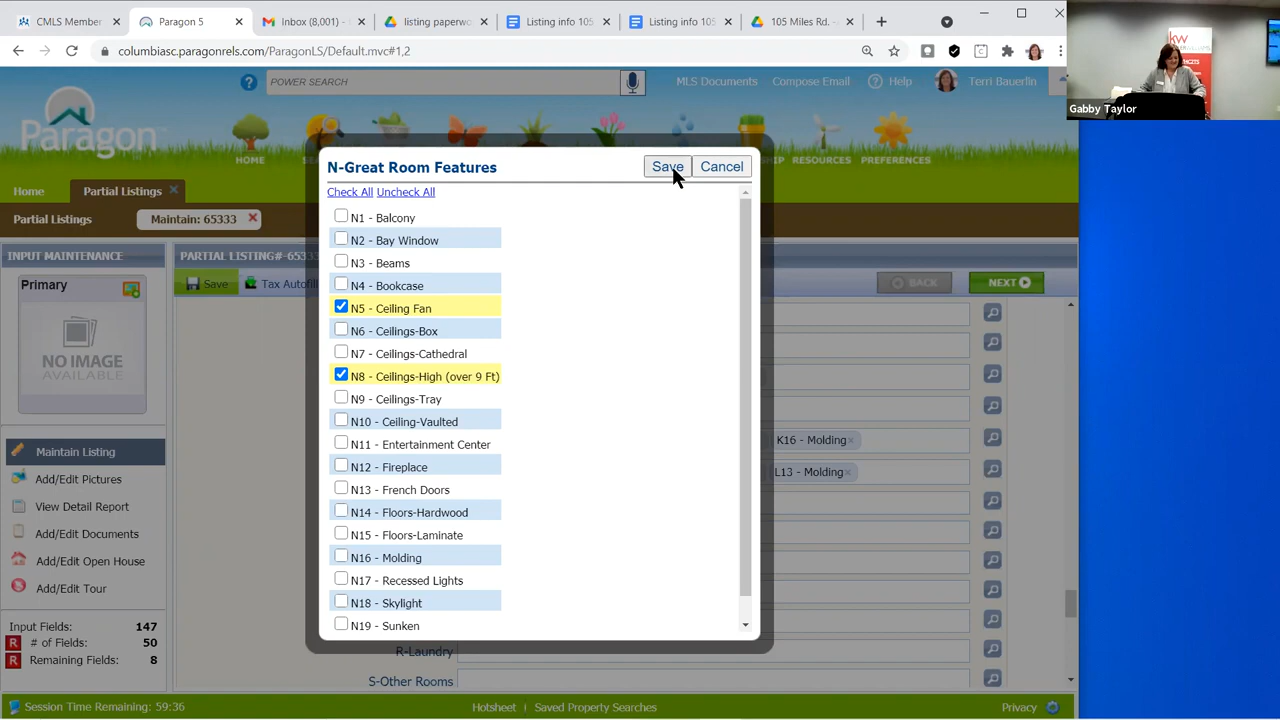 CMLS Member
Paragon 5
Inbox (8,001) -
listing paperw
Listing info 105
Listing info 105
105 Miles Rd. -
columbiasc.paragonrels.com/ParagonLS/Default.mvc#1,2
kw
Gabby Taylor
POWER SEARCH
MLS Documents
Compose Email
Help
Terri Bauerlin
Paragon
HOME
RESOURCES
PREFERENCES
Home
Partial Listings
Partial Listings
Maintain: 65333
INPUT MAINTENANCE
PARTIAL LISTING#-6533
Primary
NO IMAGE
AVAILABLE
Save
Tax Autofill
BACK
NEXT
N-Great Room Features
Save
Cancel
Check All Uncheck All
N1 - Balcony
N2 - Bay Window
N3 - Beams
N4 - Bookcase
N5 - Ceiling Fan
N6 - Ceilings-Box
N7 - Ceilings-Cathedral
N8 - Ceilings-High (over 9 Ft)
N9 - Ceilings-Tray
N10 - Ceiling-Vaulted
N11 - Entertainment Center
N12 - Fireplace
N13 - French Doors
N14 - Floors-Hardwood
N15 - Floors-Laminate
N16 - Molding
N17 - Recessed Lights
N18 - Skylight
N19 - Sunken
K16 - Molding×
L13 - Molding×
R-Laundry
S-Other Rooms
Maintain Listing
Add/Edit Pictures
View Detail Report
Add/Edit Documents
Add/Edit Open House
Add/Edit Tour
Input Fields: 147
R # of Fields: 50
R Remaining Fields: 8
Session Time Remaining: 59:36
Hotsheet
Saved Property Searches
Privacy